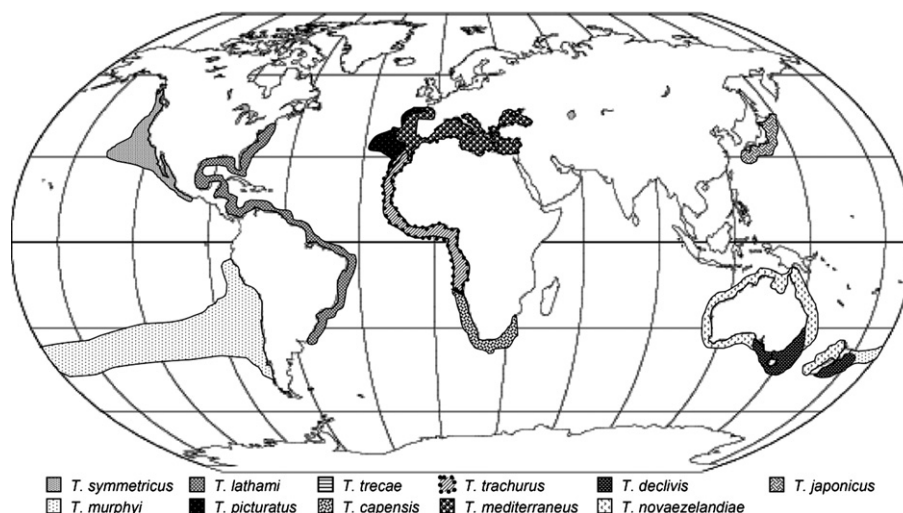 T. symmetricus T. lathami T. trecae T. trachurus T. declivis T. japonicus
T. murphyi T. picturatus T. capensis T. mediterraneus T. novaezelandiae